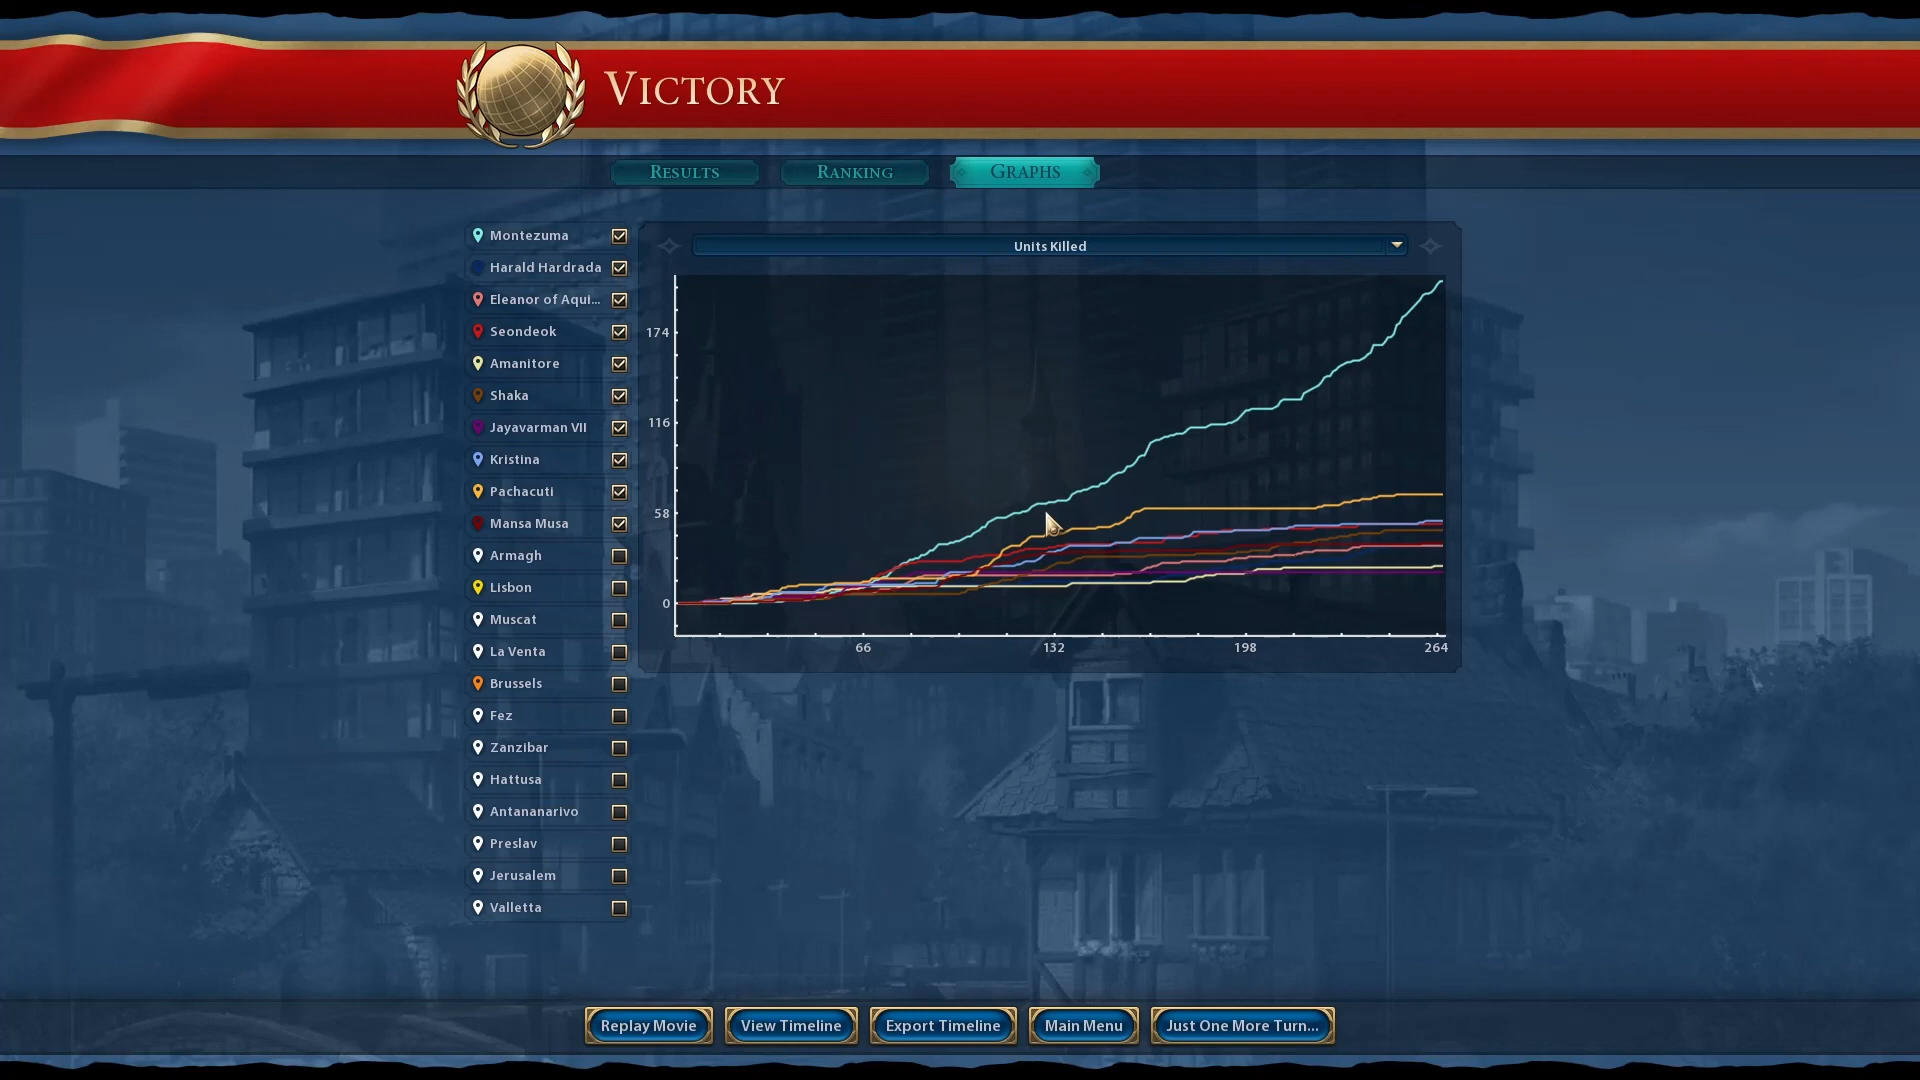 VICTORY
RESULTS
RANKING
GRAPHS
Montezuma
Harald Hardrada
Eleanor of Aqui...
Seondeok
Amanitore
Shaka
Jayavarman VII
Kristina
Pachacuti
Mansa Musa
Armagh
Lisbon
Muscat
La Venta
Brussels
Fez
Zanzibar
Hattusa
Antananarivo
Preslav
Jerusalem
Valletta
Units Killed
174
116
58
0
66
132
198
264
Replay Movie
View Timeline
Export Timeline
Main Menu
Just One More Turn...